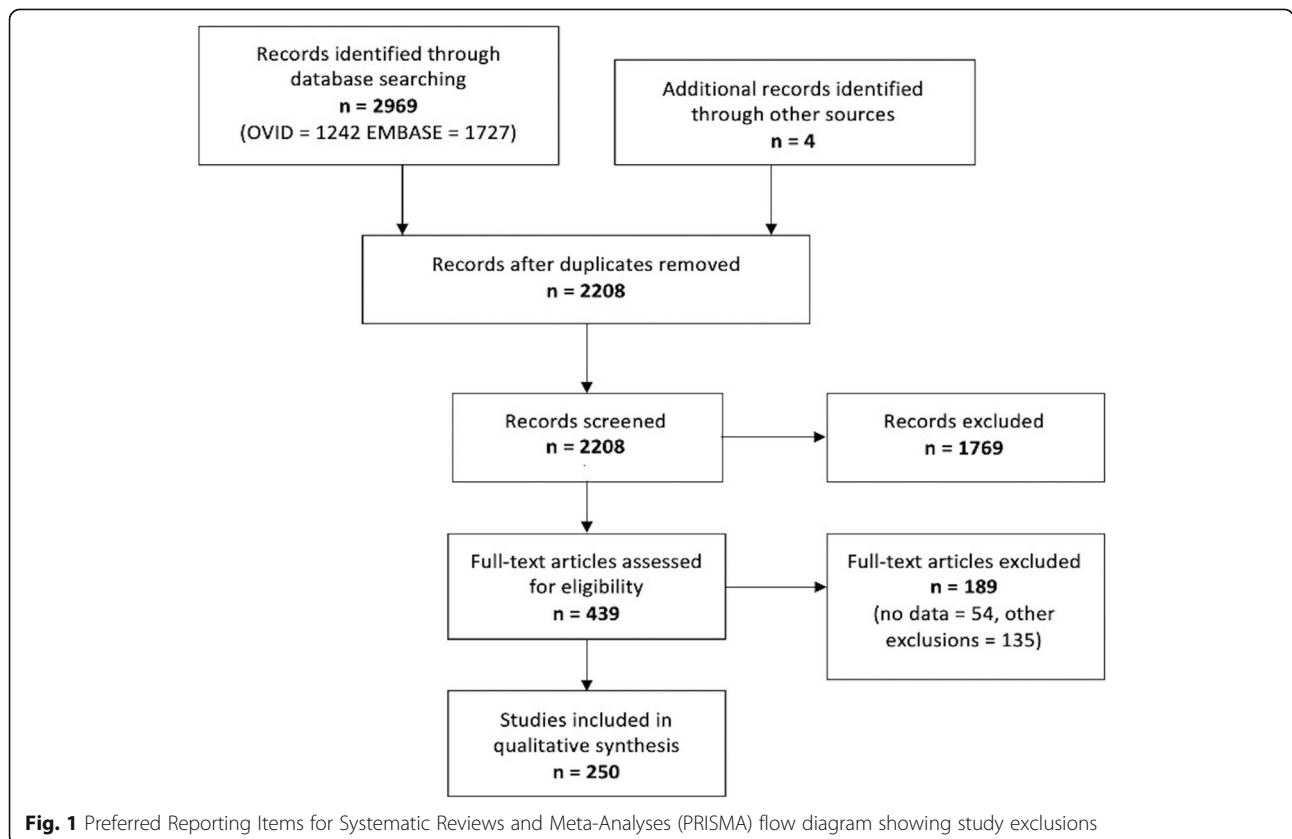 Records identified through
database searching
n = 2969
(OVID = 1242 EMBASE = 1727)
Additional records identified
through other sources
n = 4
Records after duplicates removed
n = 2208
Records screened
n = 2208
Records excluded
n = 1769
Full-text articles assessed
for eligibility
n = 439
Full-text articles excluded
n = 189
(no data = 54, other
exclusions = 135)
Studies included in
qualitative synthesis
n = 250
Fig. 1 Preferred Reporting Items for Systematic Reviews and Meta-Analyses (PRISMA) flow diagram showing study exclusions